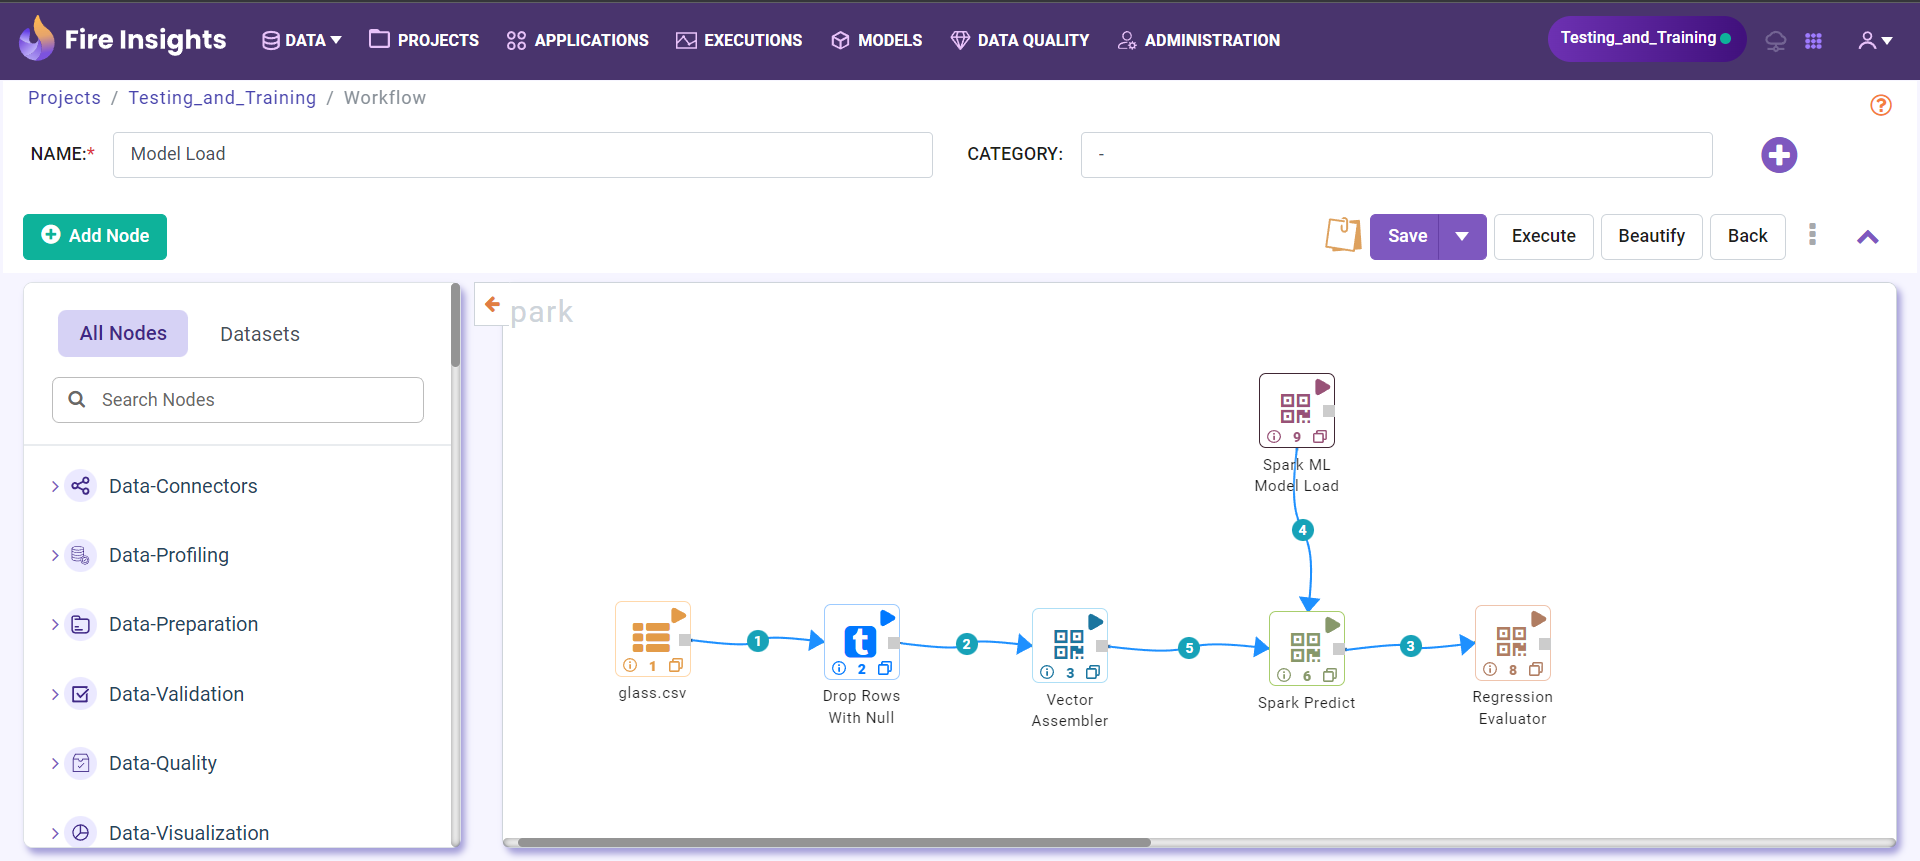 Fire Insights
DATA
PROJECTS
APPLICATIONS
EXECUTIONS
MODELS
DATA QUALITY
ADMINISTRATION
Testing_and_Training
Projects / Testing_and_Training / Workflow
NAME:* Model Load
CATEGORY: -
Add Node
Save
Execute
Beautify
Back
All Nodes
Datasets
Search Nodes
Data-Connectors
Data-Profiling
Data-Preparation
Data-Validation
Data-Quality
Data-Visualization
park
9
Spark ML
Model Load
4
1
glass.csv
1
2
Drop Rows
With Null
2
3
Vector
Assembler
5
6
Spark Predict
3
8
Regression
Evaluator